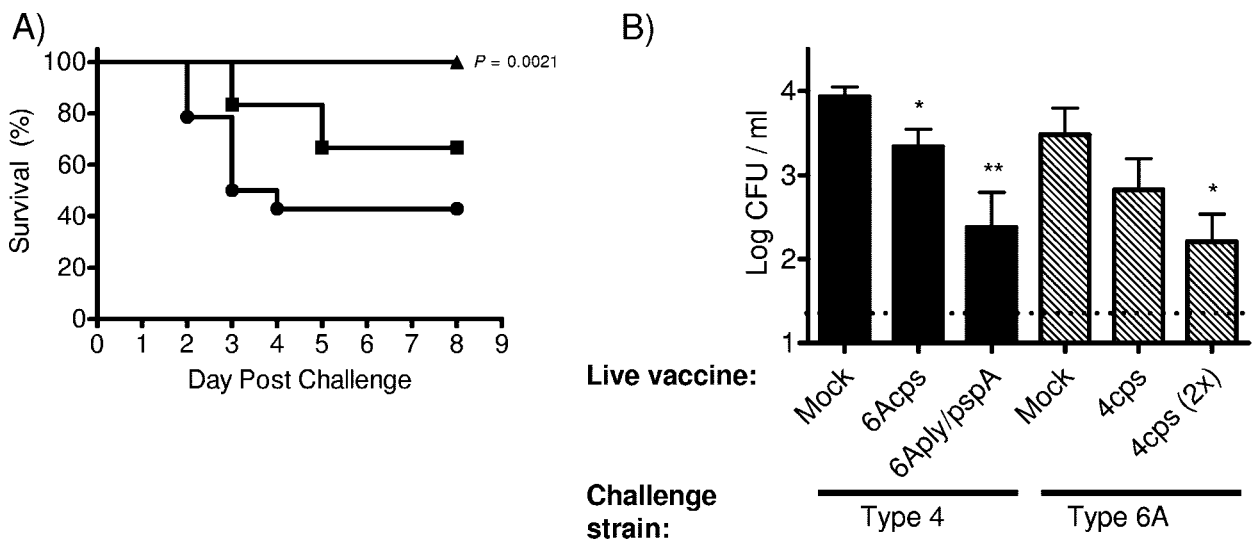 A)
100
80
60
40
20
0
Survival (%)
P = 0.0021
0 1 2 3 4 5 6 7 8 9
Day Post Challenge
B)
4
3
2
1
Log CFU / ml
*
**
*
Live vaccine:
Mock
6Acps
6Aply/pspA
Mock
4cps
4cps (2x)
Challenge
strain:
Type 4
Type 6A